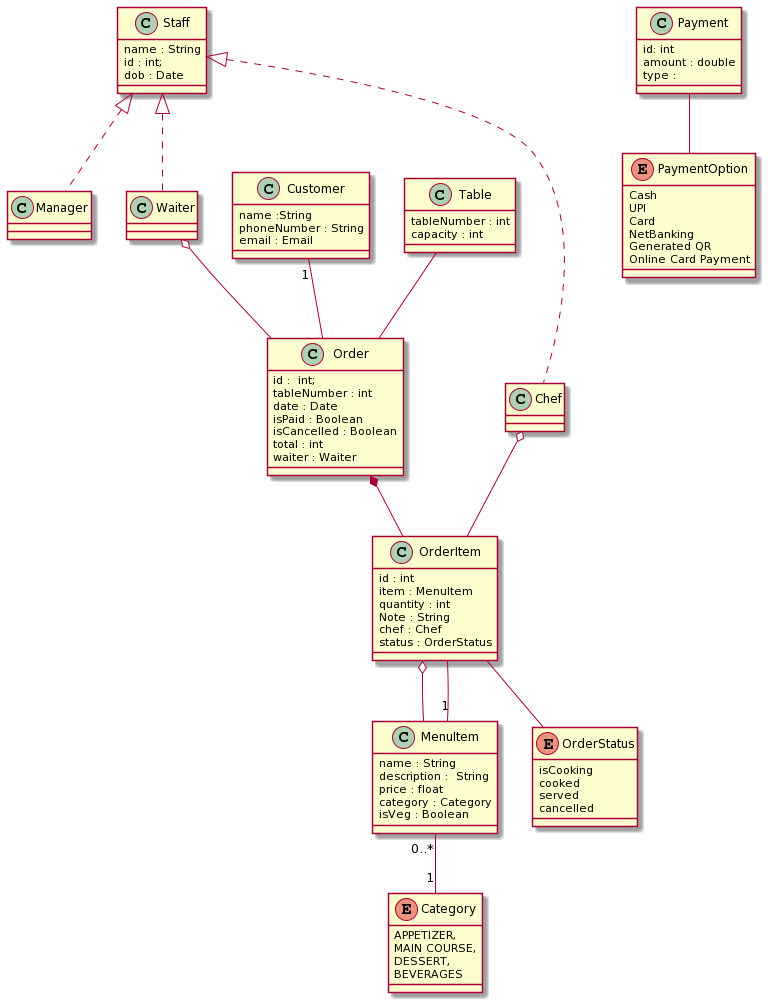 C Staff
name : String
id : int;
dob : Date
C Payment
id: int
amount : double
type :
E PaymentOption
Cash
UPI
Card
NetBanking
Generated QR
Online Card Payment
C Manager
C Waiter
C Customer
name :String
phoneNumber : String
email : Email
C Table
tableNumber : int
capacity : int
1
C Order
id :  int;
tableNumber : int
date : Date
isPaid : Boolean
isCancelled : Boolean
total : int
waiter : Waiter
C Chef
C OrderItem
id : int
item : MenuItem
quantity : int
Note : String
chef : Chef
status : OrderStatus
1
C MenuItem
name : String
description :  String
price : float
category : Category
isVeg : Boolean
E OrderStatus
isCooking
cooked
served
cancelled
0..*
1
E Category
APPETIZER,
MAIN COURSE,
DESSERT,
BEVERAGES